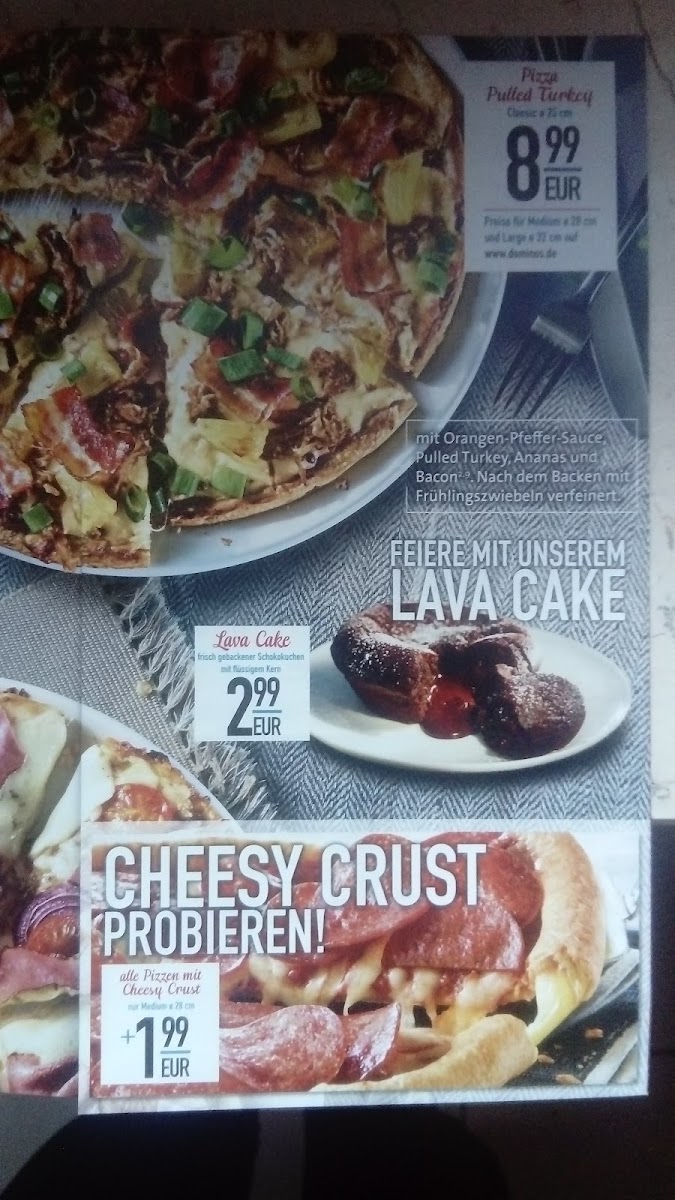 Pizza
Pulled Turkey
Classic ø 25 cm
8 99
EUR
Preise für Medium ø 28 cm
und Large ø 32 cm auf
www.dominos.de
mit Orangen-Pfeffer-Sauce,
Pulled Turkey, Ananas und
Bacon²˒⁹. Nach dem Backen mit
Frühlingszwiebeln verfeinert.
FEIERE MIT UNSEREM
LAVA CAKE
Lava Cake
frisch gebackener Schokokuchen
mit flüssigem Kern
2 99
EUR
CHEESY CRUST
PROBIEREN!
alle Pizzen mit
Cheesy Crust
nur Medium ø 28 cm
+1 99
EUR